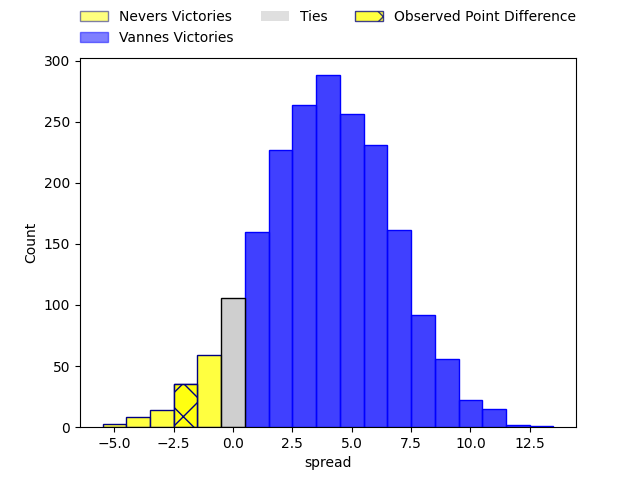 Nevers Victories
Ties
Observed Point Difference
Vannes Victories
300
250
200
150
100
50
0
Count
−5.0 −2.5 0.0 2.5 5.0 7.5 10.0 12.5
spread